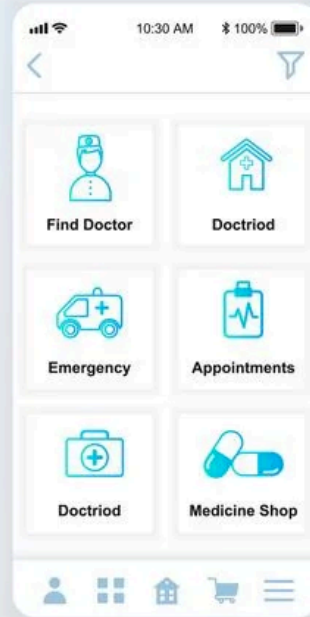 10:30 AM 100%
Find Doctor Doctriod
Emergency Appointments
Doctriod Medicine Shop